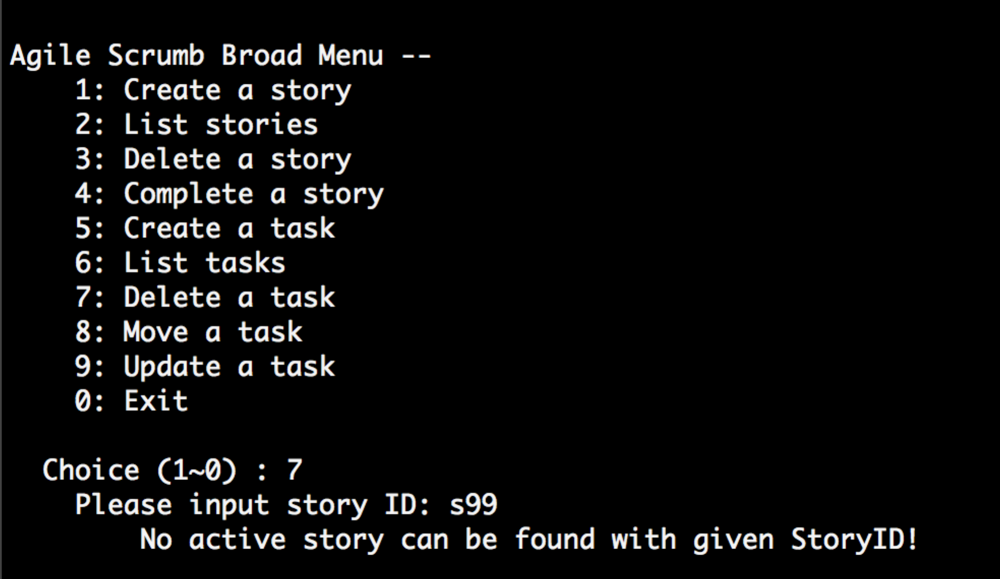 Agile Scrumb Broad Menu --
1: Create a story
2: List stories
3: Delete a story
4: Complete a story
5: Create a task
6: List tasks
7: Delete a task
8: Move a task
9: Update a task
0: Exit
Choice (1~0) : 7
Please input story ID: s99
No active story can be found with given StoryID!